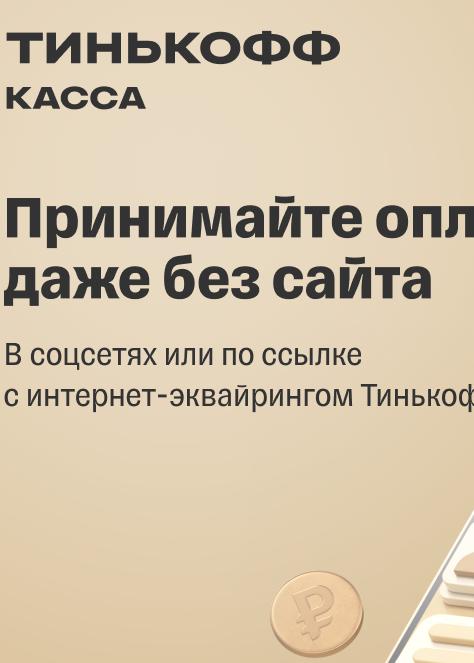 ТИНЬКОФФ
КАССА
Принимайте опл
даже без сайта
В соцсетях или по ссылке
с интернет-эквайрингом Тинькоф